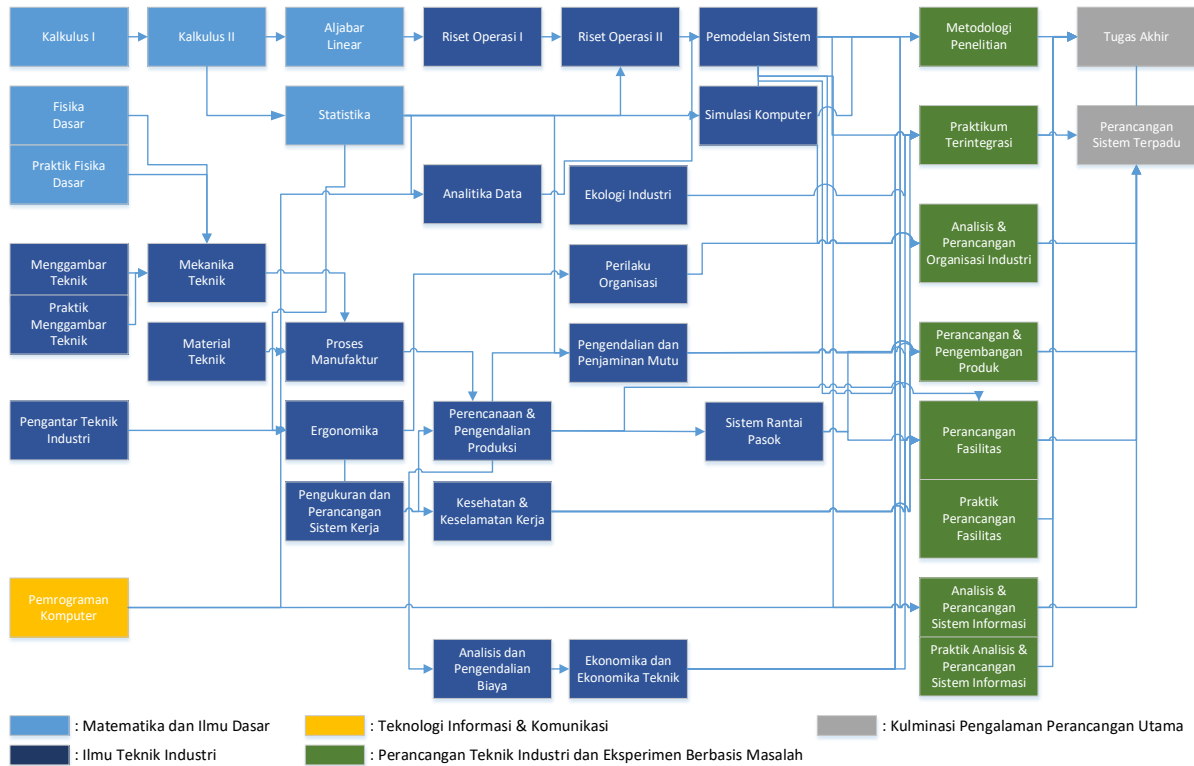 Kalkulus I
Kalkulus II
Aljabar
Linear
Riset Operasi I
Riset Operasi II
Pemodelan Sistem
Metodologi
Penelitian
Tugas Akhir
Fisika
Dasar
Statistika
Simulasi Komputer
Praktikum
Terintegrasi
Perancangan
Sistem Terpadu
Praktik Fisika
Dasar
Analitika Data
Ekologi Industri
Menggambar
Teknik
Mekanika
Teknik
Perilaku
Organisasi
Analisis &
Perancangan
Organisasi Industri
Praktik
Menggambar
Teknik
Material
Teknik
Proses
Manufaktur
Pengendalian dan
Penjaminan Mutu
Perancangan &
Pengembangan
Produk
Pengantar Teknik
Industri
Ergonomika
Perencanaan &
Pengendalian
Produksi
Sistem Rantai
Pasok
Perancangan
Fasilitas
Pengukuran dan
Perancangan
Sistem Kerja
Kesehatan &
Keselamatan Kerja
Praktik
Perancangan
Fasilitas
Pemrograman
Komputer
Analisis &
Perancangan
Sistem Informasi
Analisis dan
Pengendalian
Biaya
Ekonomika dan
Ekonomika Teknik
Praktik Analisis &
Perancangan
Sistem Informasi
: Matematika dan Ilmu Dasar
: Teknologi Informasi & Komunikasi
: Kulminasi Pengalaman Perancangan Utama
: Ilmu Teknik Industri
: Perancangan Teknik Industri dan Eksperimen Berbasis Masalah